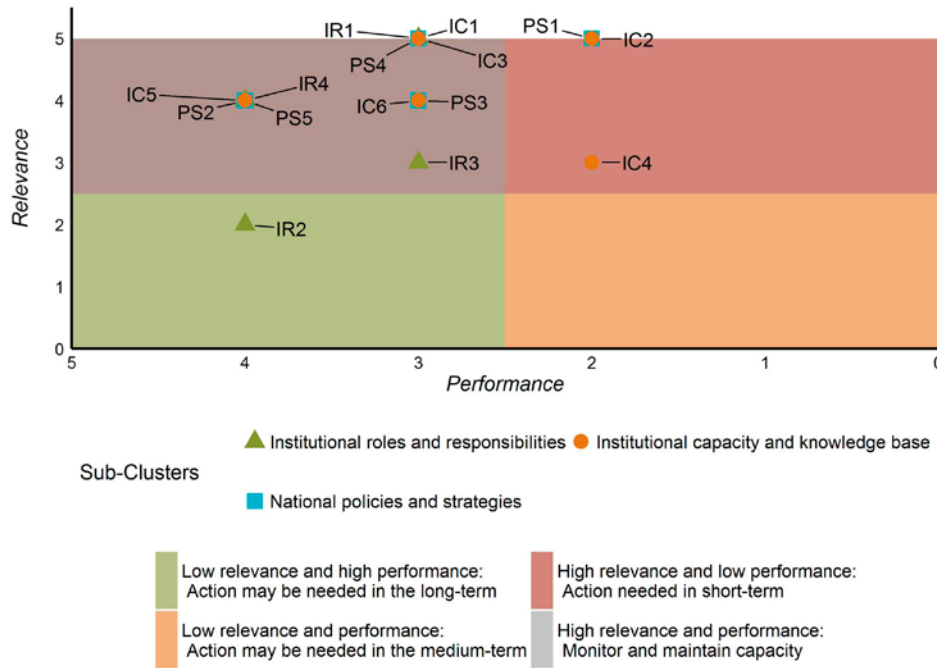 IR1
IC1
PS4
IC3
PS1
IC2
IC5
IR4
PS2
PS5
IC6
PS3
IR3
IC4
IR2
Relevance
5
4
3
2
1
0
5 4 3 2 1 0
Performance
Sub-Clusters
Institutional roles and responsibilities
Institutional capacity and knowledge base
National policies and strategies
Low relevance and high performance:
Action may be needed in the long-term
High relevance and low performance:
Action needed in short-term
Low relevance and performance:
Action may be needed in the medium-term
High relevance and performance:
Monitor and maintain capacity